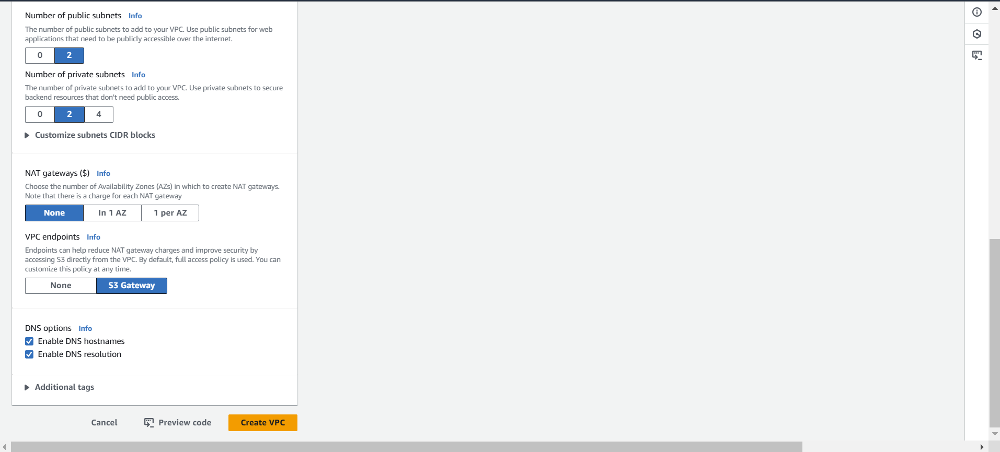 Number of public subnets Info
The number of public subnets to add to your VPC. Use public subnets for web
applications that need to be publicly accessible over the internet.
0 2
Number of private subnets Info
The number of private subnets to add to your VPC. Use private subnets to secure
backend resources that don't need public access.
0 2 4
Customize subnets CIDR blocks
NAT gateways ($) Info
Choose the number of Availability Zones (AZs) in which to create NAT gateways.
Note that there is a charge for each NAT gateway
None In 1 AZ 1 per AZ
VPC endpoints Info
Endpoints can help reduce NAT gateway charges and improve security by
accessing S3 directly from the VPC. By default, full access policy is used. You can
customize this policy at any time.
None S3 Gateway
DNS options Info
Enable DNS hostnames
Enable DNS resolution
Additional tags
Cancel Preview code Create VPC